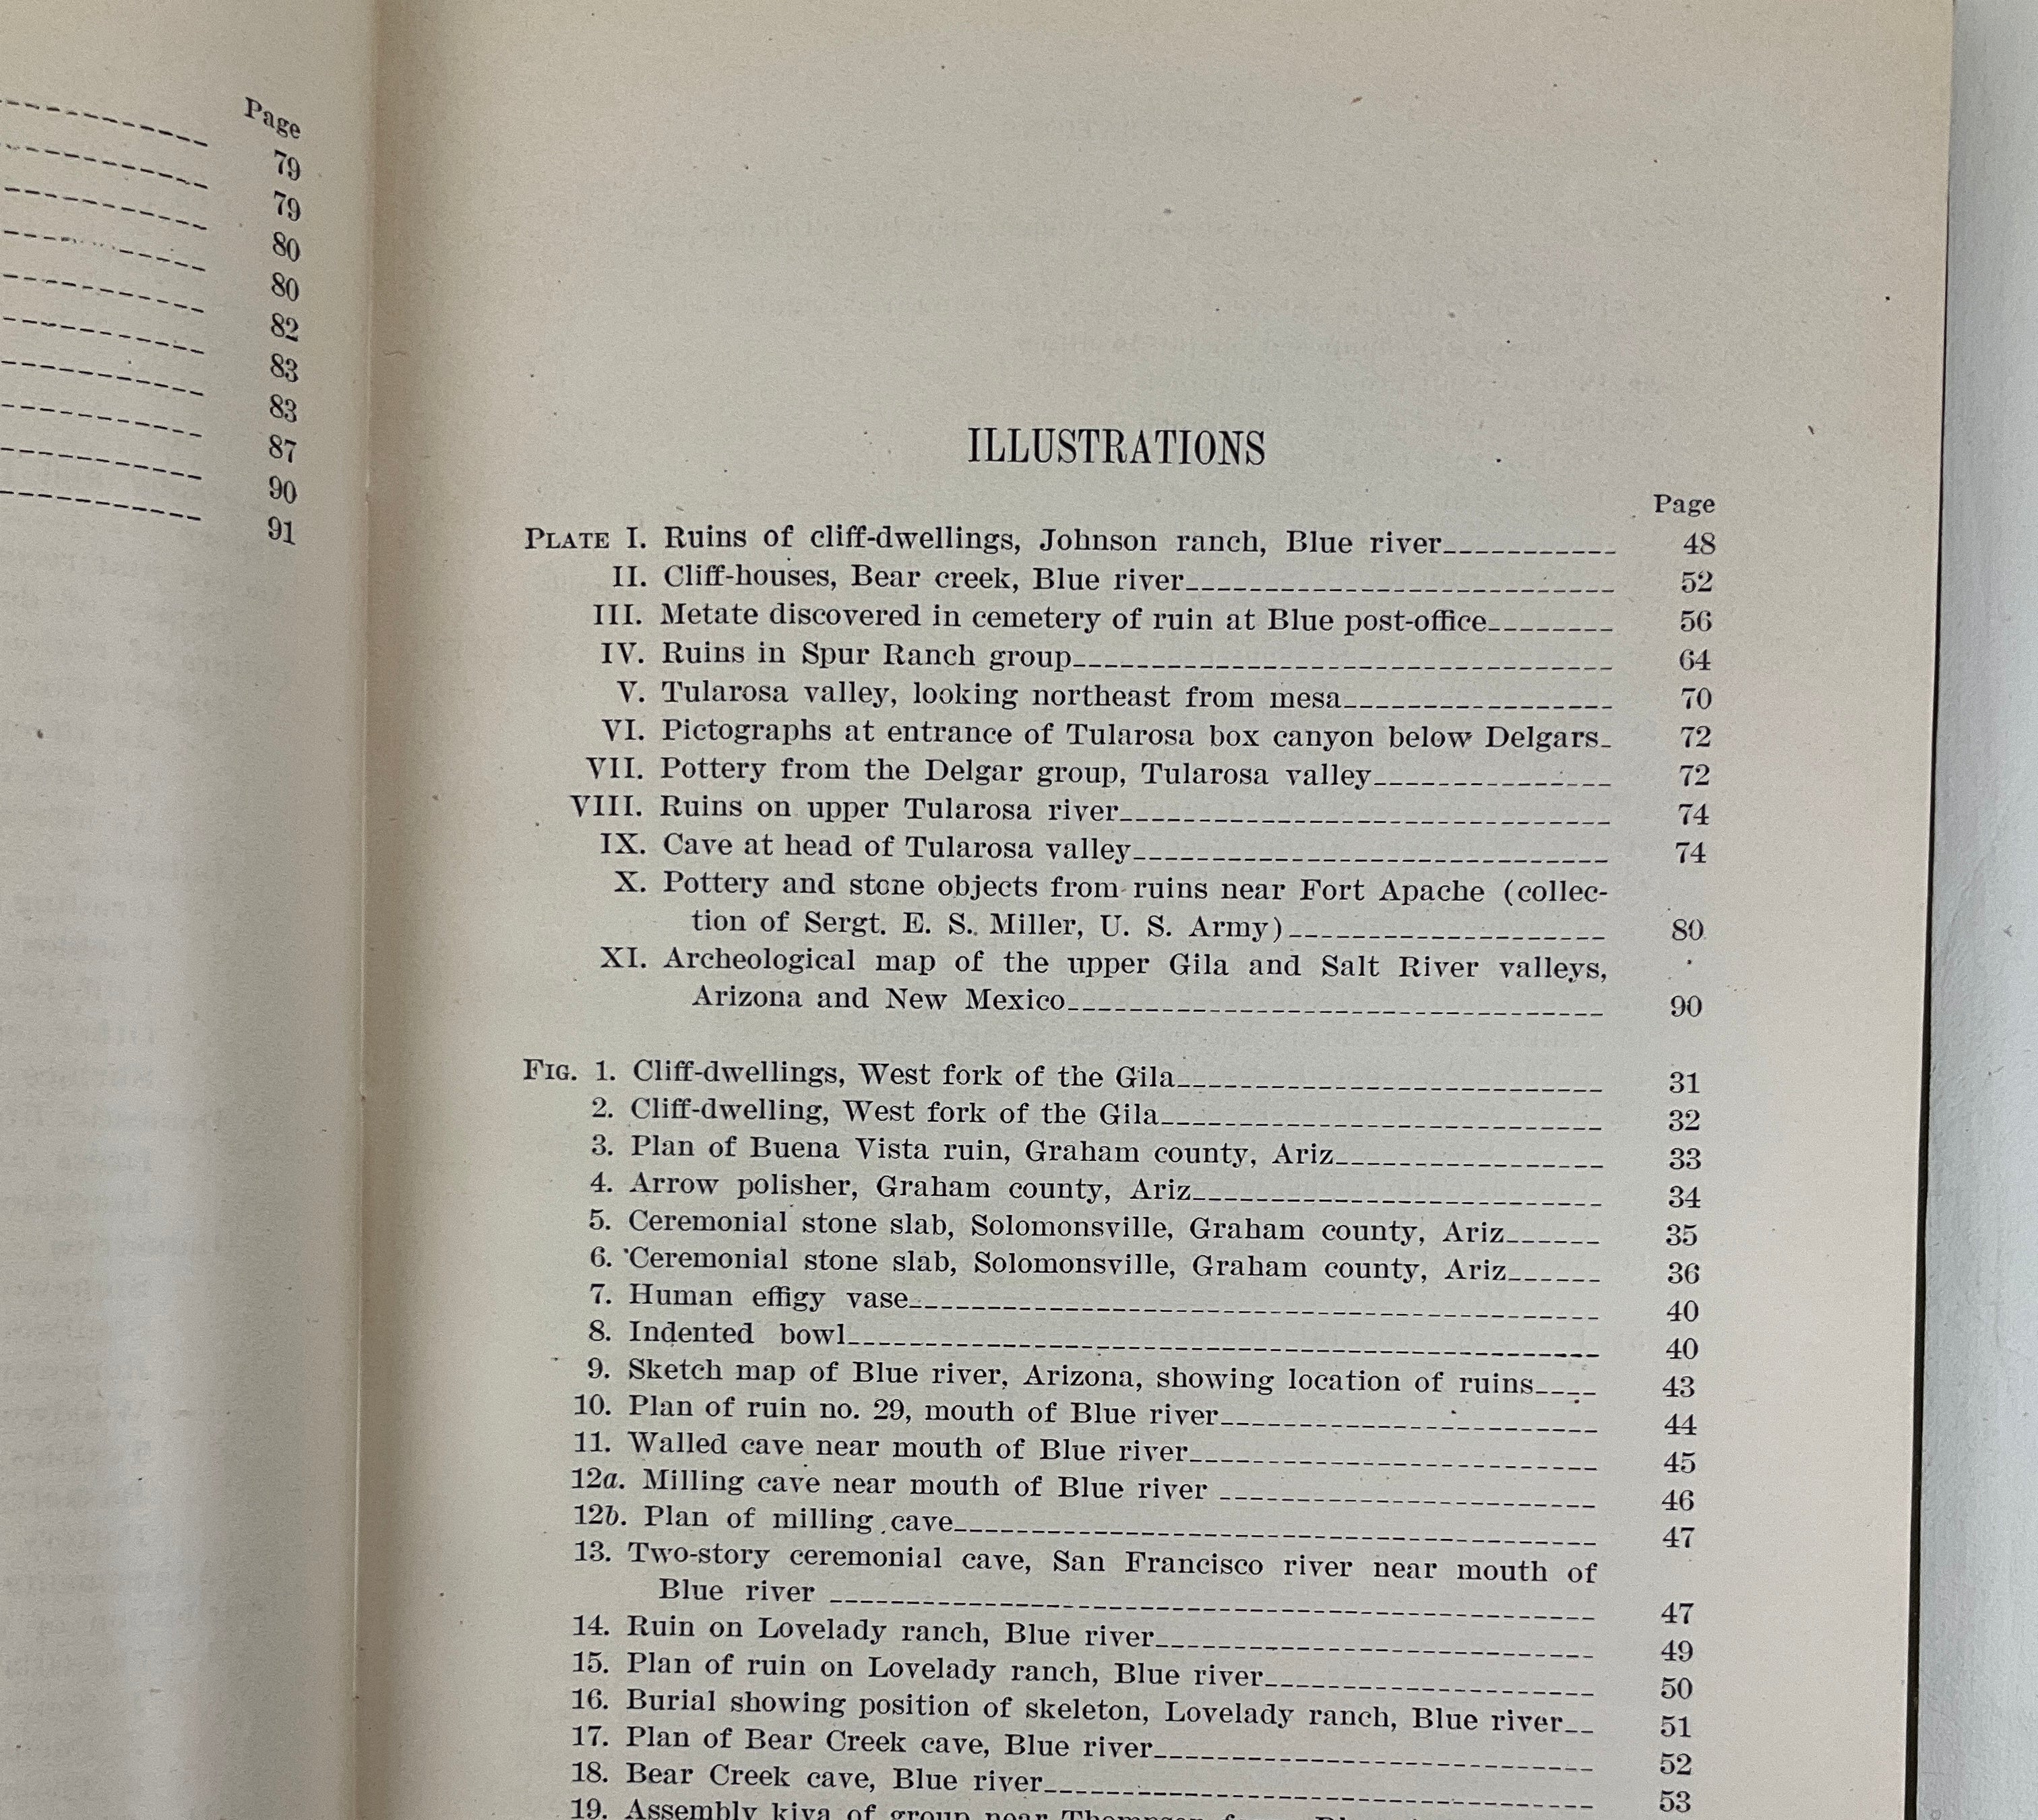 Page
79
79
80
80
82
83
83
87
90
91
ILLUSTRATIONS
Page
PLATE I. Ruins of cliff-dwellings, Johnson ranch, Blue river 48
II. Cliff-houses, Bear creek, Blue river 52
III. Metate discovered in cemetery of ruin at Blue post-office 56
IV. Ruins in Spur Ranch group 64
V. Tularosa valley, looking northeast from mesa 70
VI. Pictographs at entrance of Tularosa box canyon below Delgars 72
VII. Pottery from the Delgar group, Tularosa valley 72
VIII. Ruins on upper Tularosa river 74
IX. Cave at head of Tularosa valley 74
X. Pottery and stone objects from ruins near Fort Apache (collec-
tion of Sergt. E. S. Miller, U. S. Army) 80
XI. Archeological map of the upper Gila and Salt River valleys,
Arizona and New Mexico 90
FIG. 1. Cliff-dwellings, West fork of the Gila 31
2. Cliff-dwelling, West fork of the Gila 32
3. Plan of Buena Vista ruin, Graham county, Ariz 33
4. Arrow polisher, Graham county, Ariz 34
5. Ceremonial stone slab, Solomonsville, Graham county, Ariz 35
6. Ceremonial stone slab, Solomonsville, Graham county, Ariz 36
7. Human effigy vase 40
8. Indented bowl 40
9. Sketch map of Blue river, Arizona, showing location of ruins 43
10. Plan of ruin no. 29, mouth of Blue river 44
11. Walled cave near mouth of Blue river 45
12a. Milling cave near mouth of Blue river 46
12b. Plan of milling cave 47
13. Two-story ceremonial cave, San Francisco river near mouth of
Blue river 47
14. Ruin on Lovelady ranch, Blue river 49
15. Plan of ruin on Lovelady ranch, Blue river 50
16. Burial showing position of skeleton, Lovelady ranch, Blue river 51
17. Plan of Bear Creek cave, Blue river 52
18. Bear Creek cave, Blue river 53
19. Assembly kiva of group near